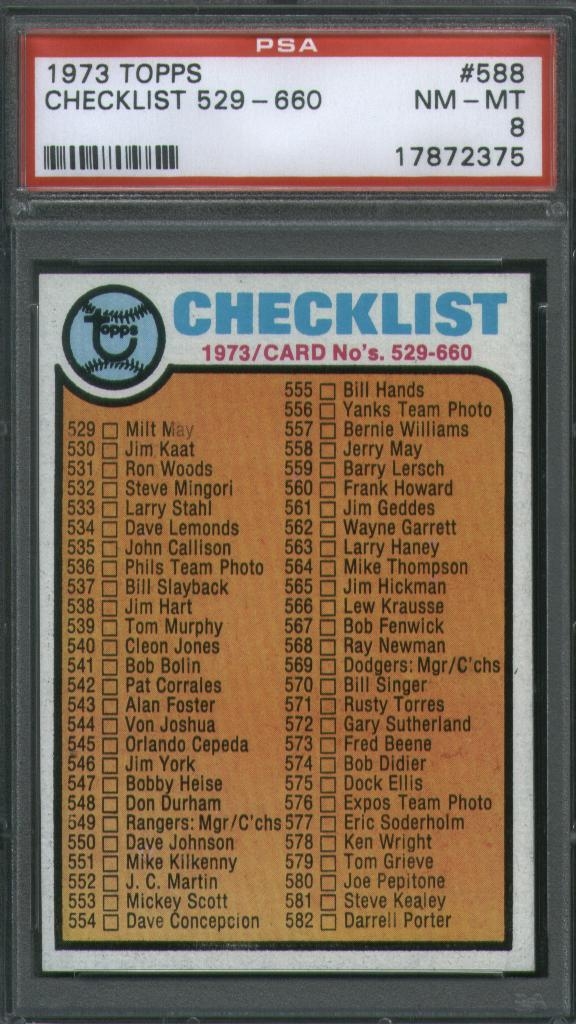 PSA
1973 TOPPS #588
CHECKLIST 529 - 660 NM - MT
8
17872375
Topps
CHECKLIST
1973/CARD No's. 529-660
529 Milt May
530 Jim Kaat
531 Ron Woods
532 Steve Mingori
533 Larry Stahl
534 Dave Lemonds
535 John Callison
536 Phils Team Photo
537 Bill Slayback
538 Jim Hart
539 Tom Murphy
540 Cleon Jones
541 Bob Bolin
542 Pat Corrales
543 Alan Foster
544 Von Joshua
545 Orlando Cepeda
546 Jim York
547 Bobby Heise
548 Don Durham
549 Rangers: Mgr/C'chs
550 Dave Johnson
551 Mike Kilkenny
552 J. C. Martin
553 Mickey Scott
554 Dave Concepcion
555 Bill Hands
556 Yanks Team Photo
557 Bernie Williams
558 Jerry May
559 Barry Lersch
560 Frank Howard
561 Jim Geddes
562 Wayne Garrett
563 Larry Haney
564 Mike Thompson
565 Jim Hickman
566 Lew Krausse
567 Bob Fenwick
568 Ray Newman
569 Dodgers: Mgr/C'chs
570 Bill Singer
571 Rusty Torres
572 Gary Sutherland
573 Fred Beene
574 Bob Didier
575 Dock Ellis
576 Expos Team Photo
577 Eric Soderholm
578 Ken Wright
579 Tom Grieve
580 Joe Pepitone
581 Steve Kealey
582 Darrell Porter